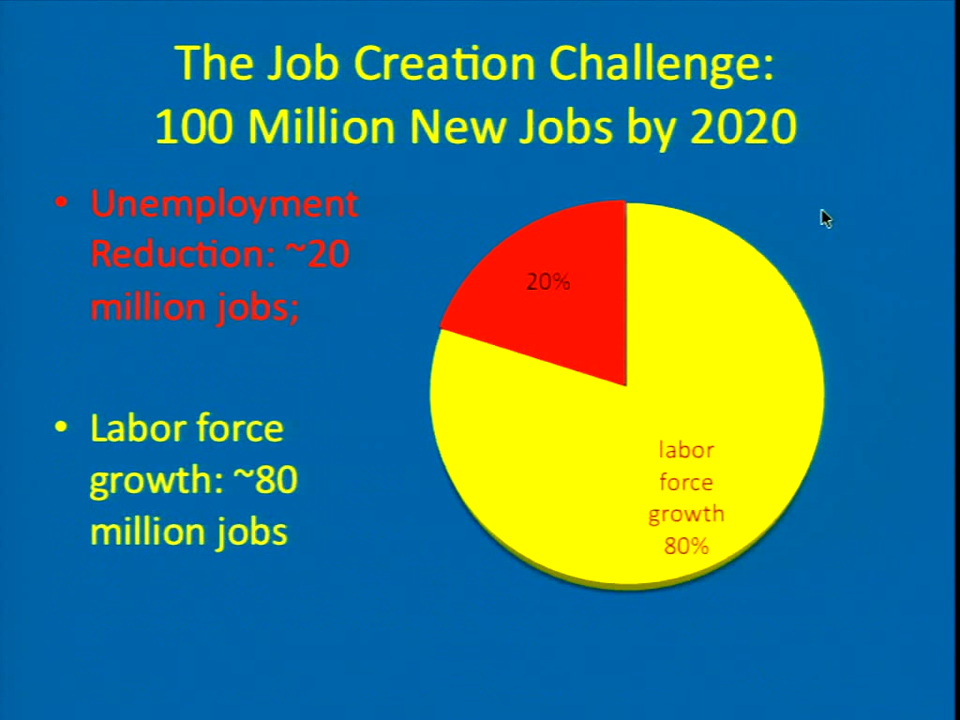 The Job Creation Challenge:
100 Million New Jobs by 2020
• Unemployment
Reduction: ~20
million jobs;
• Labor force
growth: ~80
million jobs
20%
labor
force
growth
80%